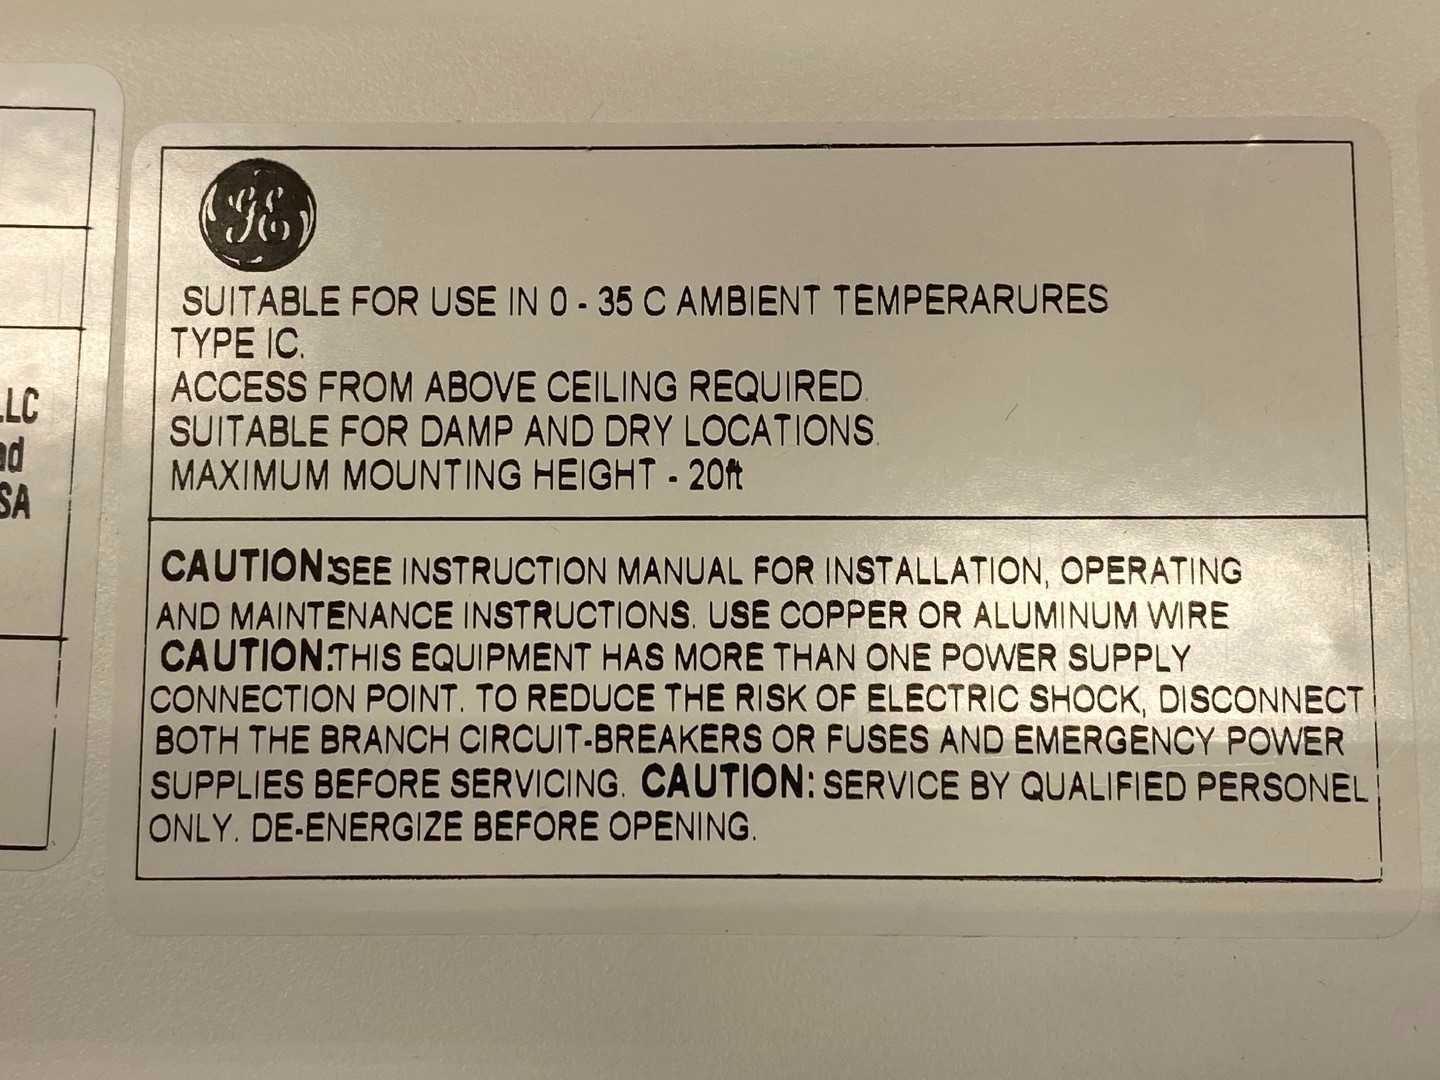 LLC
nd
SA
GE
SUITABLE FOR USE IN 0 - 35 C AMBIENT TEMPERARURES
TYPE IC.
ACCESS FROM ABOVE CEILING REQUIRED.
SUITABLE FOR DAMP AND DRY LOCATIONS.
MAXIMUM MOUNTING HEIGHT - 20ft
CAUTION:SEE INSTRUCTION MANUAL FOR INSTALLATION, OPERATING
AND MAINTENANCE INSTRUCTIONS. USE COPPER OR ALUMINUM WIRE
CAUTION:THIS EQUIPMENT HAS MORE THAN ONE POWER SUPPLY
CONNECTION POINT. TO REDUCE THE RISK OF ELECTRIC SHOCK, DISCONNECT
BOTH THE BRANCH CIRCUIT-BREAKERS OR FUSES AND EMERGENCY POWER
SUPPLIES BEFORE SERVICING. CAUTION: SERVICE BY QUALIFIED PERSONEL
ONLY. DE-ENERGIZE BEFORE OPENING.